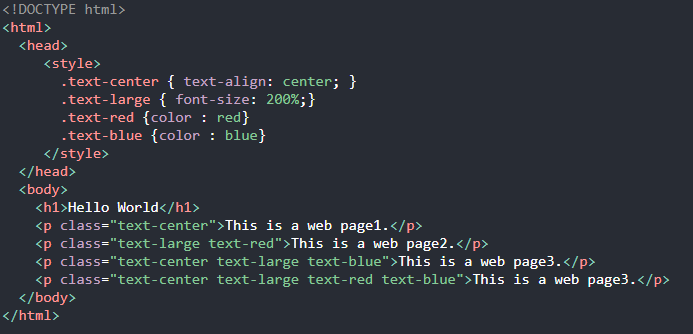 <!DOCTYPE html>
<html>
  <head>
     <style>
       .text-center { text-align: center; }
       .text-large { font-size: 200%;}
       .text-red {color : red}
       .text-blue {color : blue}
     </style>
  </head>
  <body>
    <h1>Hello World</h1>
    <p class="text-center">This is a web page1.</p>
    <p class="text-large text-red">This is a web page2.</p>
    <p class="text-center text-large text-blue">This is a web page3.</p>
    <p class="text-center text-large text-red text-blue">This is a web page3.</p>
  </body>
</html>